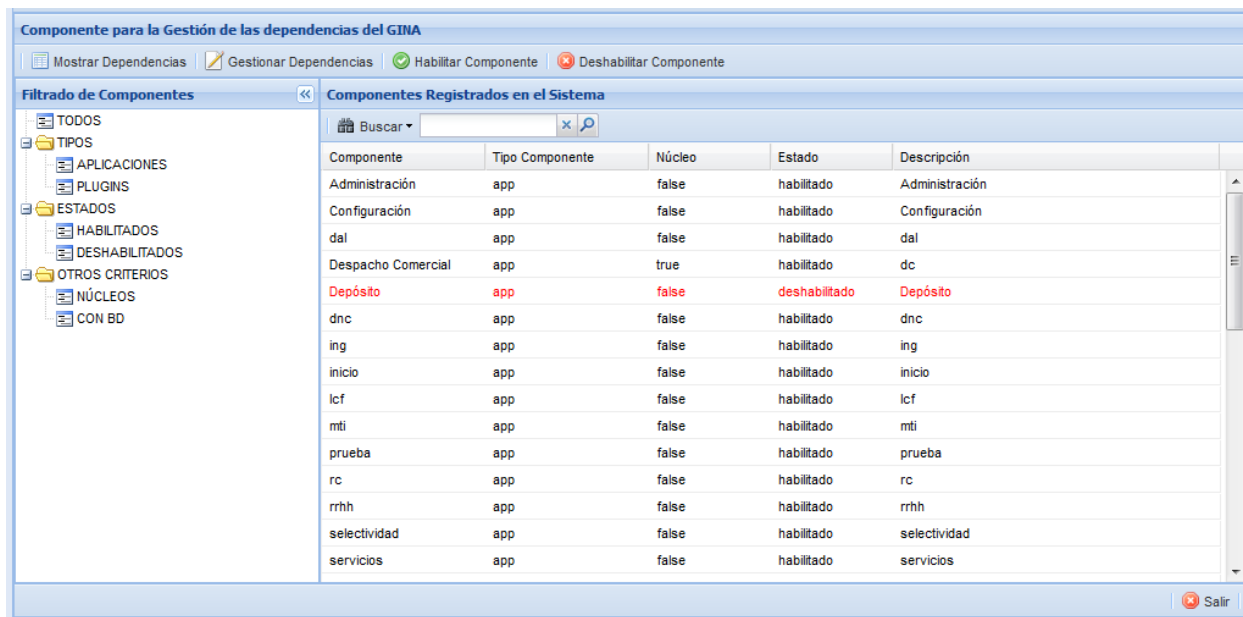 Componente para la Gestión de las dependencias del GINA
Mostrar Dependencias Gestionar Dependencias Habilitar Componente Deshabilitar Componente
Filtrado de Componentes
TODOS
TIPOS
APLICACIONES
PLUGINS
ESTADOS
HABILITADOS
DESHABILITADOS
OTROS CRITERIOS
NÚCLEOS
CON BD
Componentes Registrados en el Sistema
Buscar
Componente Tipo Componente Núcleo Estado Descripción
Administración app false habilitado Administración
Configuración app false habilitado Configuración
dal app false habilitado dal
Despacho Comercial app true habilitado dc
Depósito app false deshabilitado Depósito
dnc app false habilitado dnc
ing app false habilitado ing
inicio app false habilitado inicio
lcf app false habilitado lcf
mti app false habilitado mti
prueba app false habilitado prueba
rc app false habilitado rc
rrhh app false habilitado rrhh
selectividad app false habilitado selectividad
servicios app false habilitado servicios
Salir